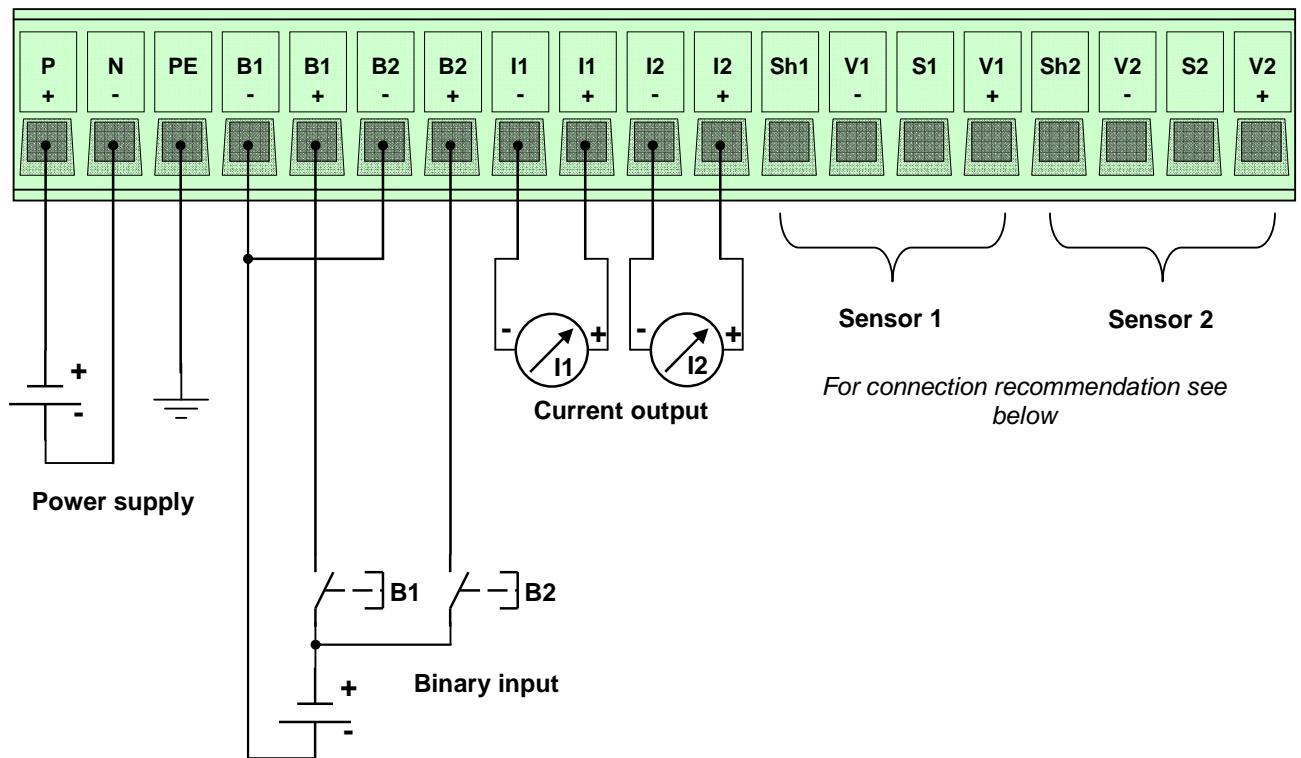 P N PE B1 B1 B2 B2 I1 I1 I2 I2 Sh1 V1 S1 V1 Sh2 V2 S2 V2
+ - - + - + - + - + - + - +
- + - +
I1 I2
Sensor 1 Sensor 2
+
-
Current output
For connection recommendation see
below
Power supply
B1 B2
Binary input
+
-